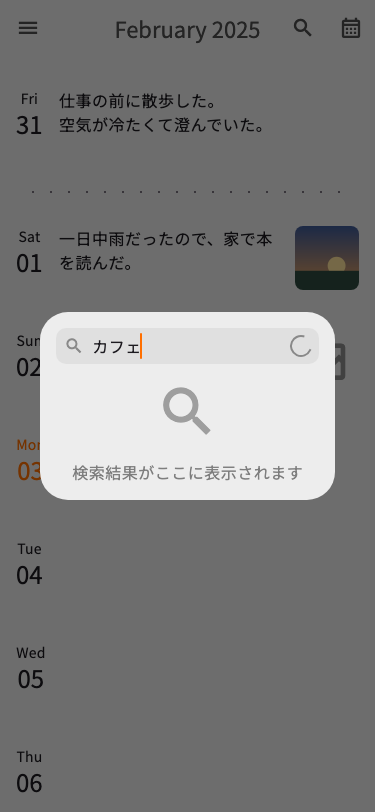 February 2025
Fri
31
仕事の前に散歩した。
空気が冷たくて澄んでいた。
Sat
01
一日中雨だったので、家で本
を読んだ。
Sun
02
カフェ
検索結果がここに表示されます
Mon
03
Tue
04
Wed
05
Thu
06